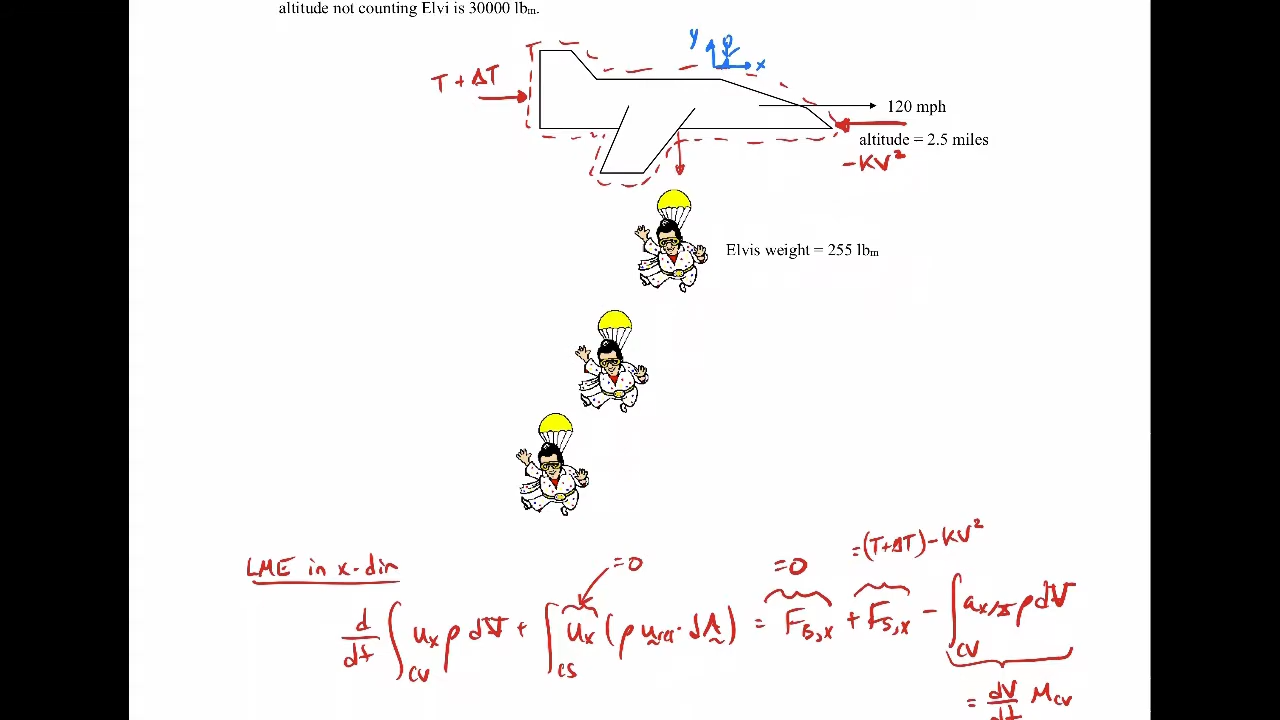 altitude not counting Elvi is 30000 lbm.
y
x
T + ΔT
120 mph
altitude = 2.5 miles
-KV²
Elvis weight = 255 lbm
=(T+ΔT) - KV²
LME in x-dir
=0
=0
d/dt ∫CV ux ρ dV + ∫CS ux (ρ urel · dA) = FB,x + FS,x - ∫CV ax/X ρ dV
= dV/dt MCV